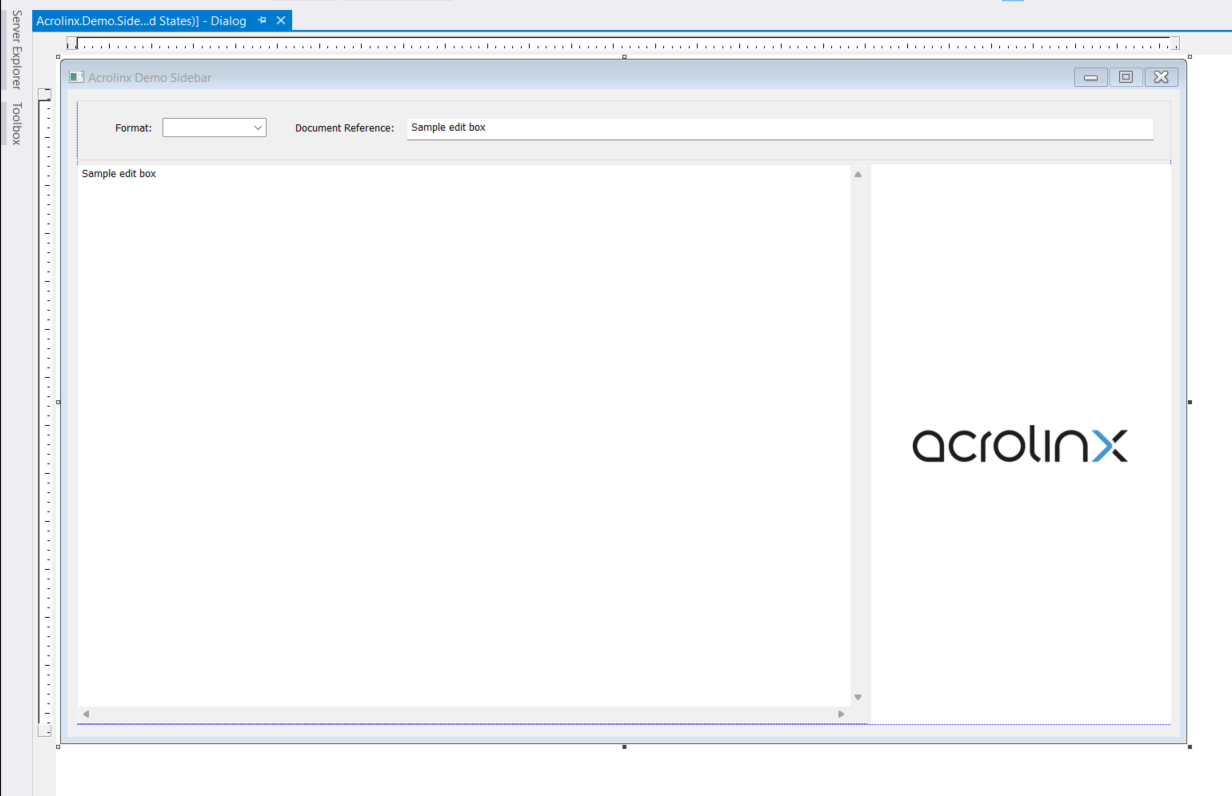 Server Explorer
Toolbox
Acrolinx.Demo.Side...d States)] - Dialog
Acrolinx Demo Sidebar
Format:
Document Reference:
Sample edit box
Sample edit box
acrolinx